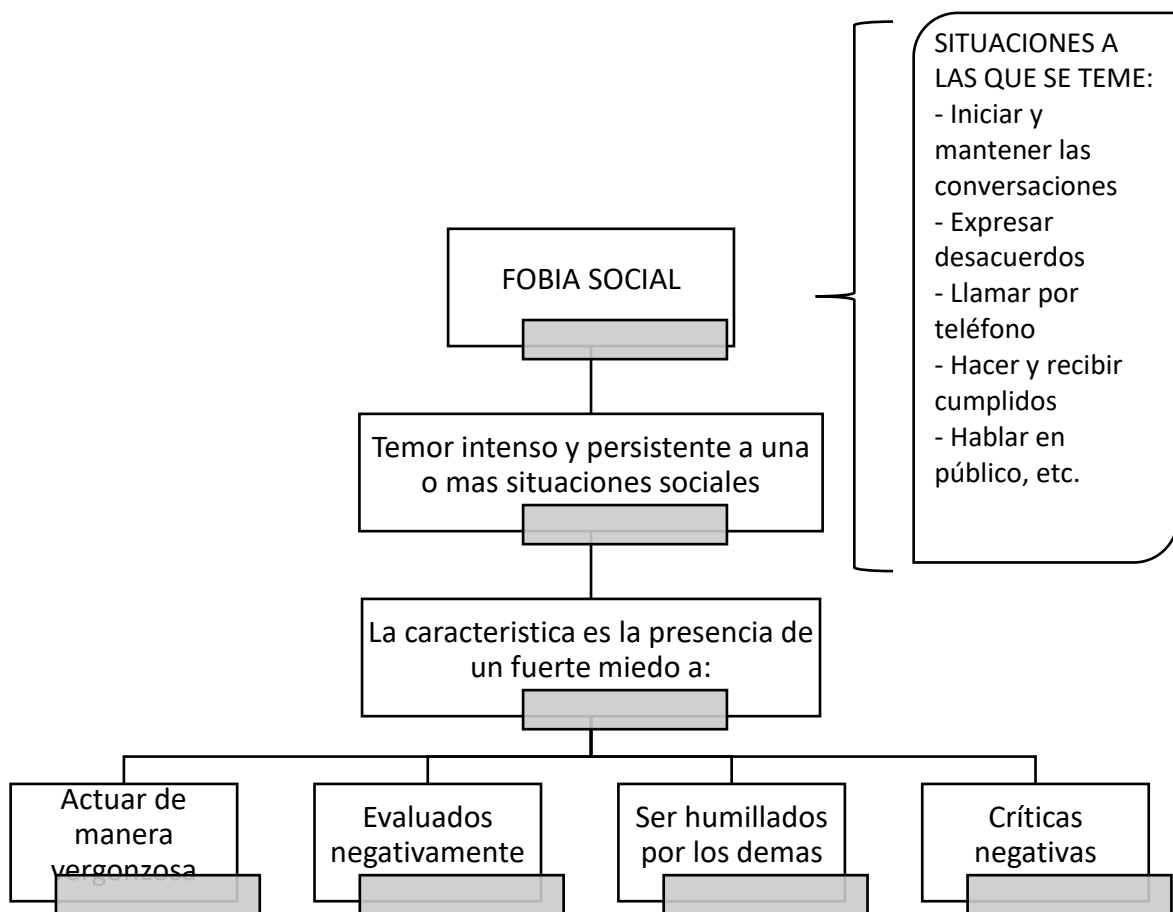 SITUACIONES A
LAS QUE SE TEME:
- Iniciar y
mantener las
conversaciones
- Expresar
desacuerdos
- Llamar por
teléfono
- Hacer y recibir
cumplidos
- Hablar en
público, etc.
FOBIA SOCIAL
Temor intenso y persistente a una
o mas situaciones sociales
La caracteristica es la presencia de
un fuerte miedo a:
Actuar de
manera
vergonzosa
Evaluados
negativamente
Ser humillados
por los demas
Críticas
negativas